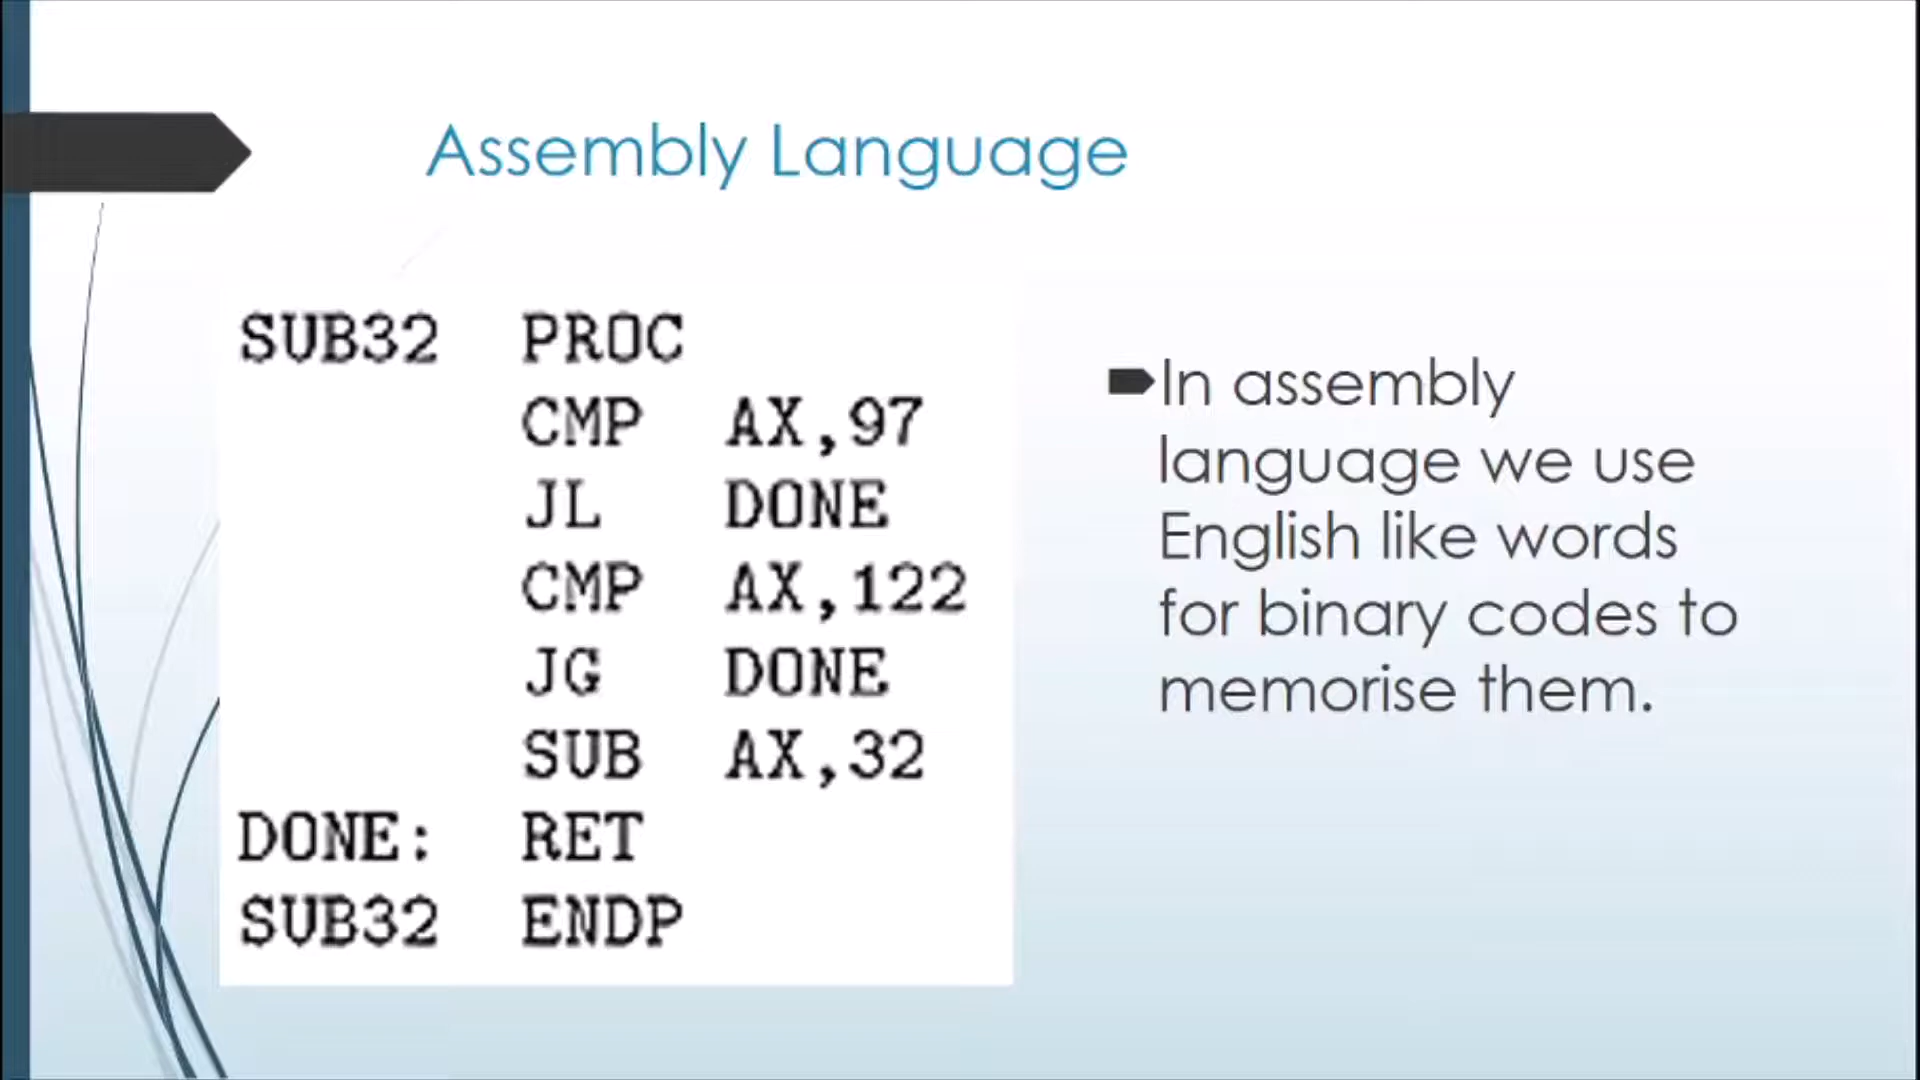 Assembly Language
SUB32 PROC
CMP AX,97
JL DONE
CMP AX,122
JG DONE
SUB AX,32
DONE: RET
SUB32 ENDP
In assembly
language we use
English like words
for binary codes to
memorise them.